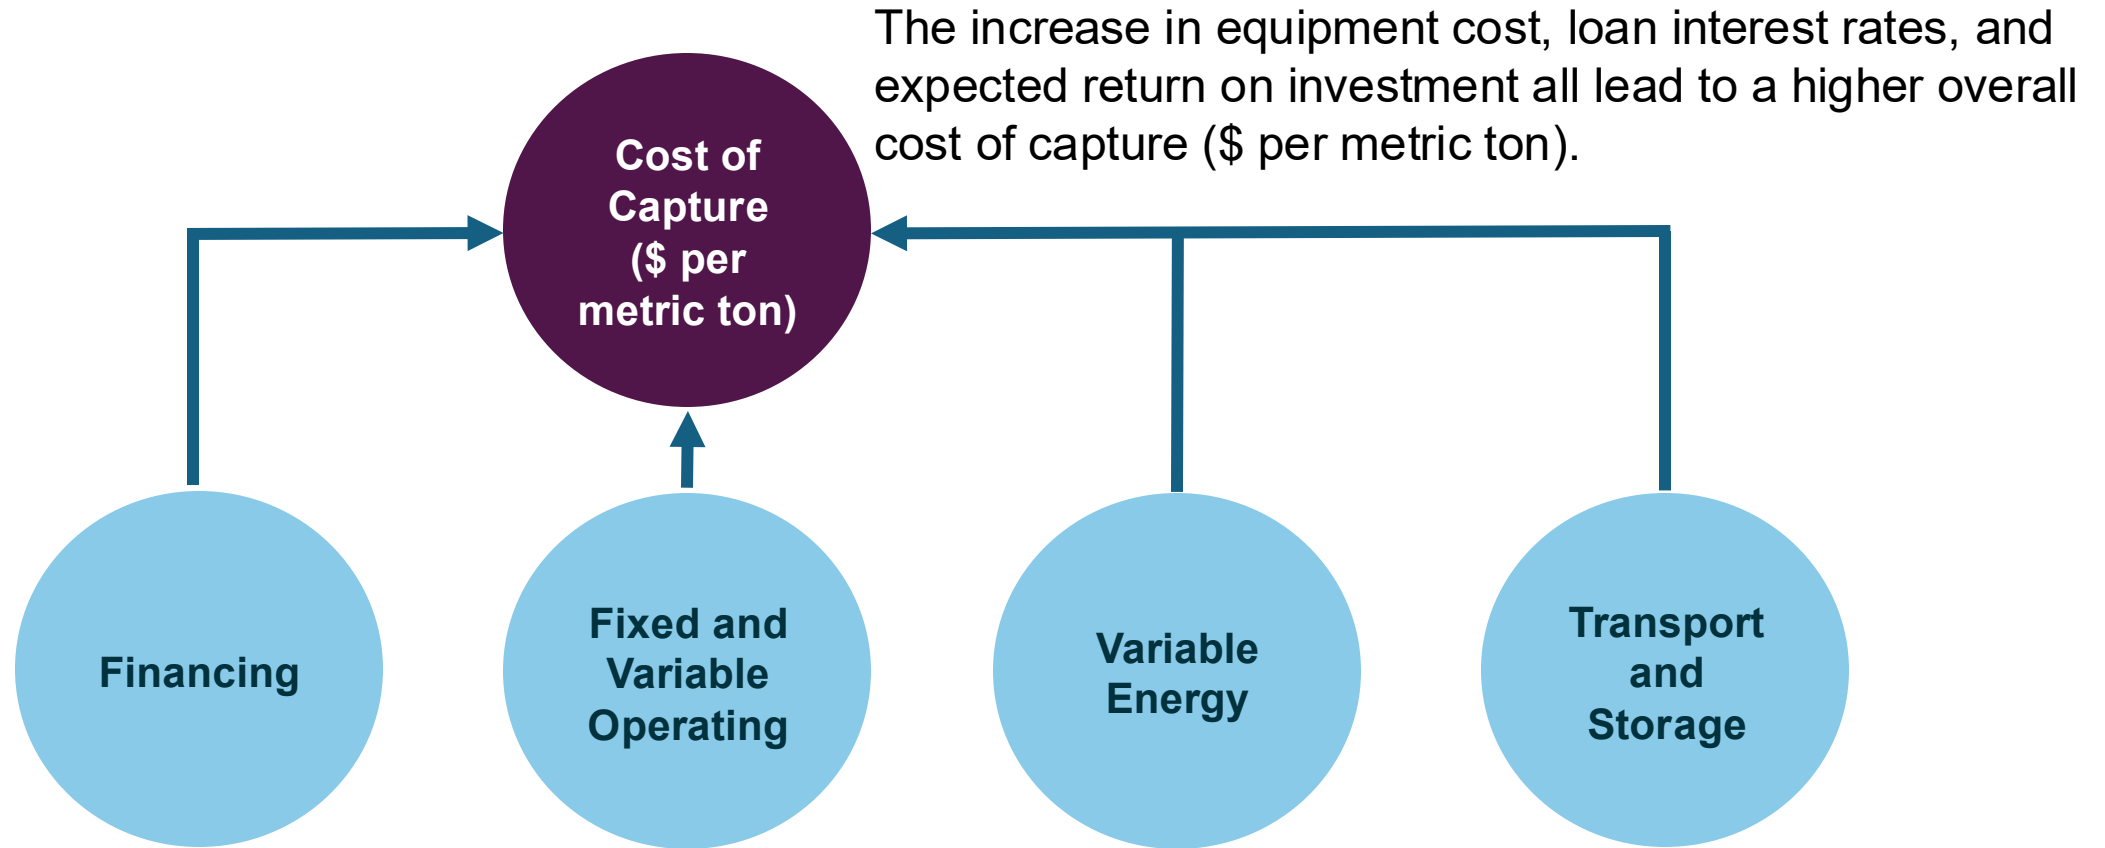 The increase in equipment cost, loan interest rates, and
expected return on investment all lead to a higher overall
cost of capture ($ per metric ton).
Cost of
Capture
($ per
metric ton)
Financing
Fixed and
Variable
Operating
Variable
Energy
Transport
and
Storage